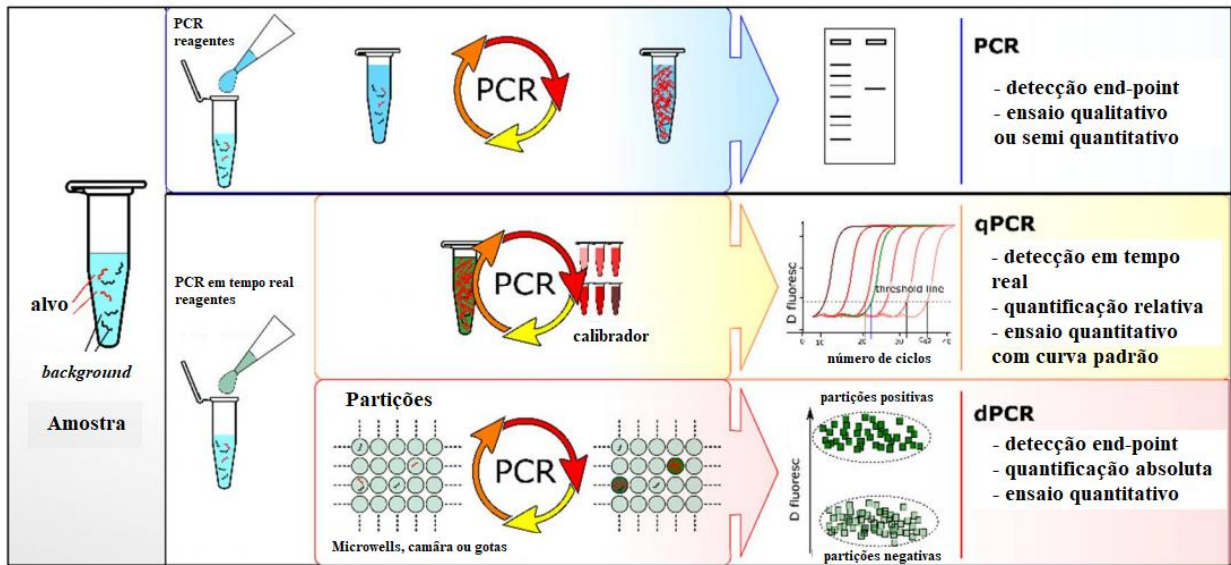 alvo
background
Amostra
PCR
reagentes
PCR
PCR
- detecção end-point
- ensaio qualitativo
ou semi quantitativo
PCR em tempo real
reagentes
PCR
calibrador
D fluoresc
threshold line
10
20
30
número de ciclos
qPCR
- detecção em tempo
real
- quantificação relativa
- ensaio quantitativo
com curva padrão
Partições
PCR
Microwells, camâra ou gotas
D fluoresc
partições positivas
partições negativas
dPCR
- detecção end-point
- quantificação absoluta
- ensaio quantitativo